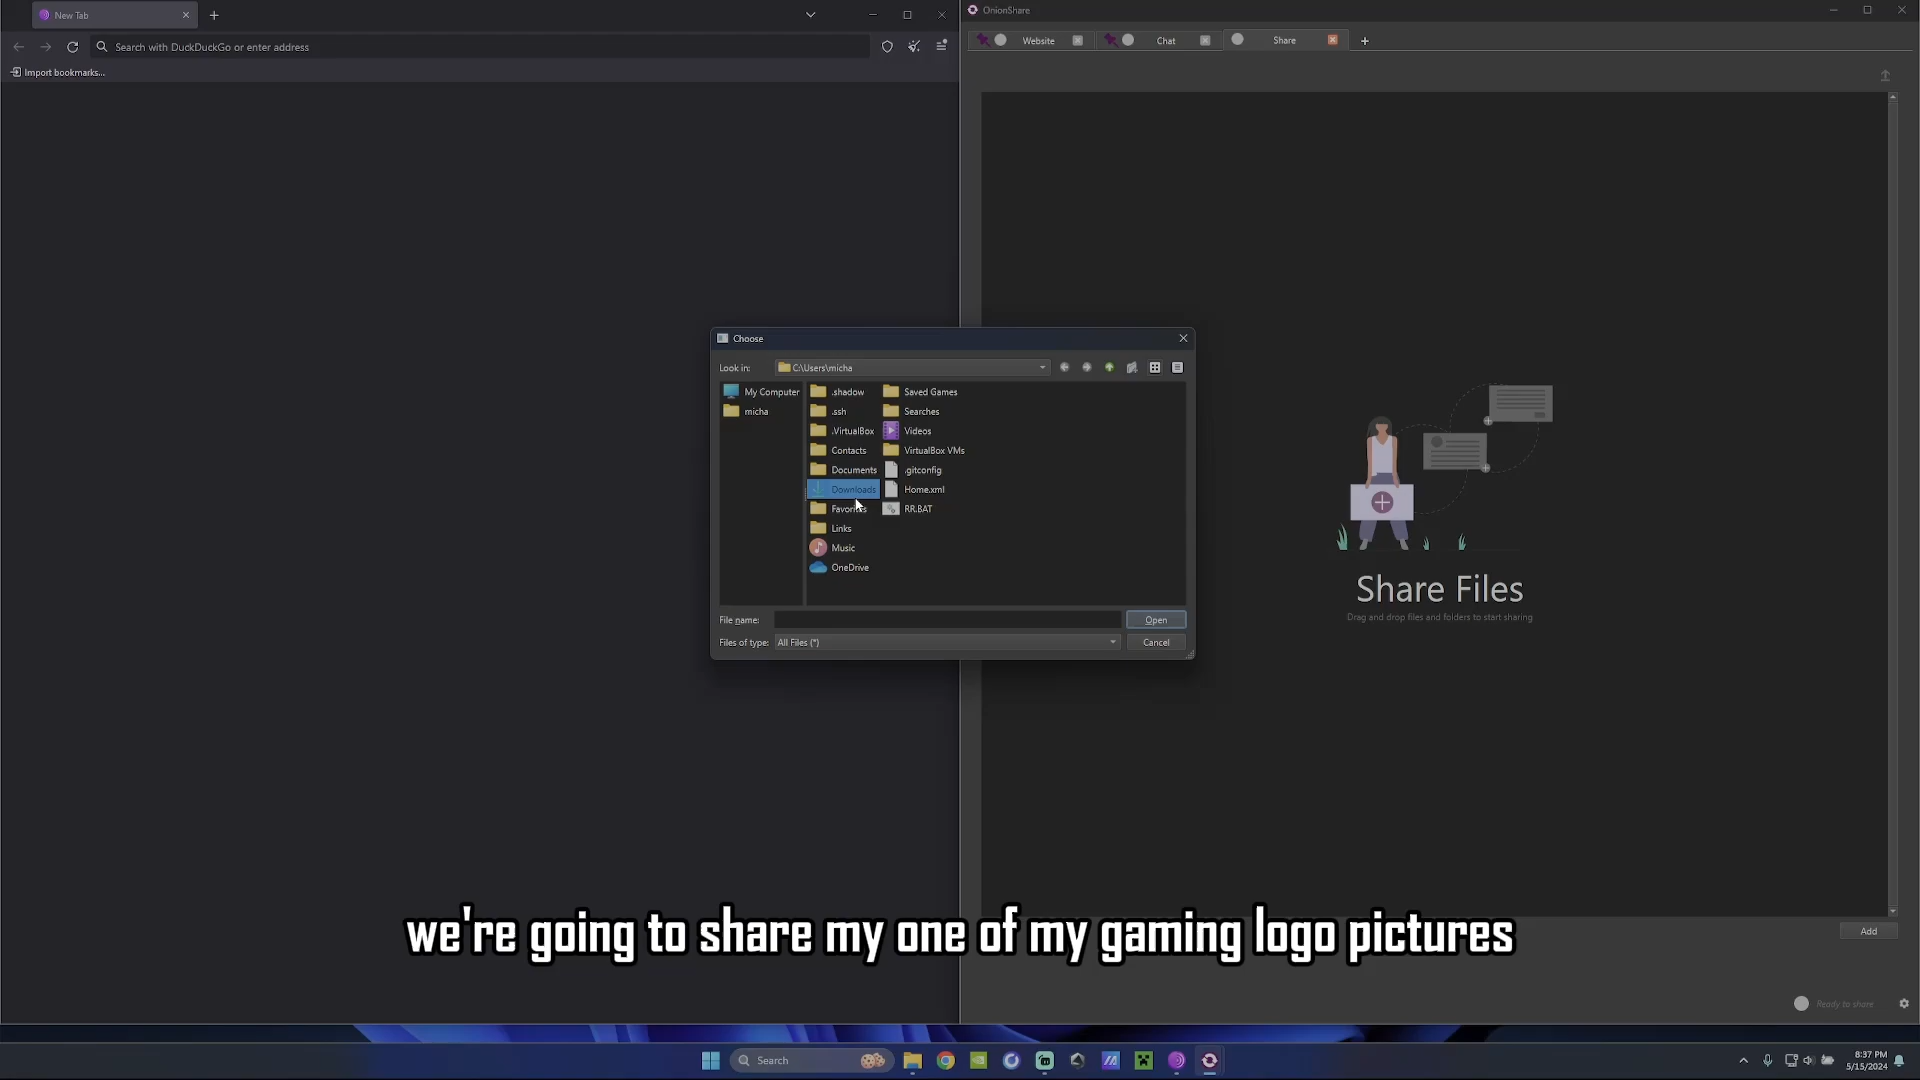 New Tab
Search with DuckDuckGo or enter address
Import bookmarks...
OnionShare
Website
Chat
Share
Choose
Look in:
C:\Users\micha
My Computer
micha
.shadow
.ssh
.VirtualBox
Contacts
Documents
Downloads
Favorites
Links
Music
OneDrive
Saved Games
Searches
Videos
VirtualBox VMs
.gitconfig
Home.xml
RR.BAT
File name:
Open
Files of type:
All Files (*)
Cancel
Share Files
Drag and drop files and folders to start sharing
we're going to share my one of my gaming logo pictures
Add
Ready to share
Search
8:37 PM
5/15/2024